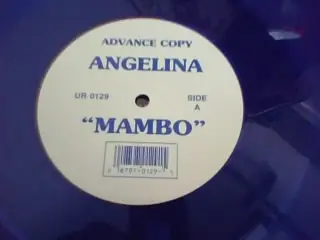 ADVANCE COPY
ANGELINA
UR-0129 SIDE A
"MAMBO"